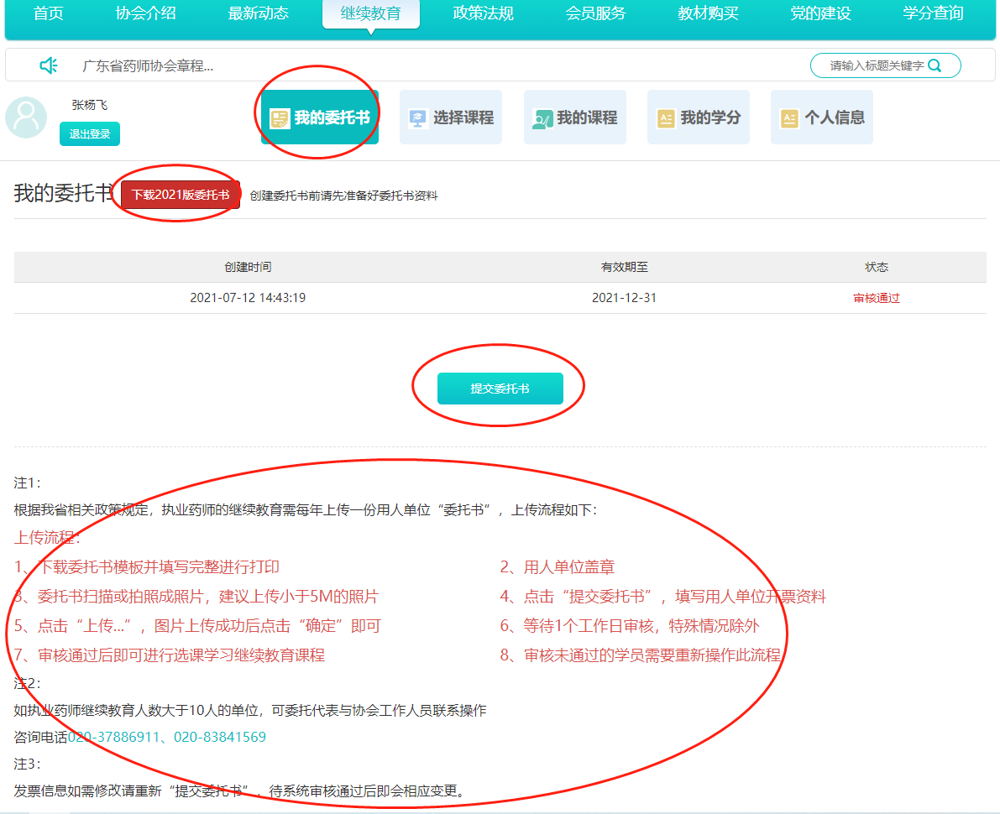 首页 协会介绍 最新动态 继续教育 政策法规 会员服务 教材购买 党的建设 学分查询
广东省药师协会章程... 请输入标题关键字
张杨飞
退出登录
我的委托书 选择课程 我的课程 我的学分 个人信息
我的委托书 下载2021版委托书 创建委托书前请先准备好委托书资料
创建时间 有效期至 状态
2021-07-12 14:43:19 2021-12-31 审核通过
提交委托书
注1：
根据我省相关政策规定，执业药师的继续教育需每年上传一份用人单位“委托书”，上传流程如下：
上传流程：
1、下载委托书模板并填写完整进行打印 2、用人单位盖章
3、委托书扫描或拍照成照片，建议上传小于5M的照片 4、点击“提交委托书”，填写用人单位开票资料
5、点击“上传...”，图片上传成功后点击“确定”即可 6、等待1个工作日审核，特殊情况除外
7、审核通过后即可进行选课学习继续教育课程 8、审核未通过的学员需要重新操作此流程
注2：
如执业药师继续教育人数大于10人的单位，可委托代表与协会工作人员联系操作
咨询电话020-37886911、020-83841569
注3：
发票信息如需修改请重新“提交委托书”，待系统审核通过后即会相应变更。